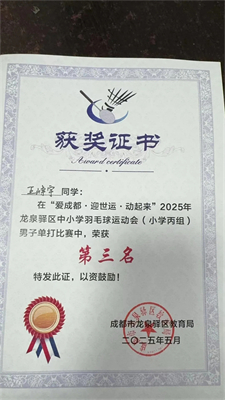 获奖证书
Award certificate
同学：
在“爱成都·迎世运·动起来”2025年
龙泉驿区中小学羽毛球运动会（小学丙组）
男子单打比赛中，荣获
第三名
特发此证，以资鼓励！
成都市龙泉驿区教育局
二〇二五年五月